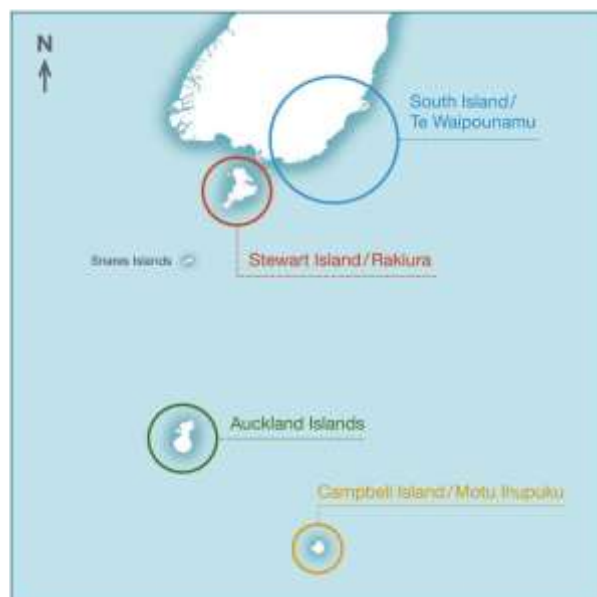 N
South Island/
Te Waipounamu
Stewart Island/Rakiura
Snares Islands
Auckland Islands
Campbell Island/Motu Ihupuku